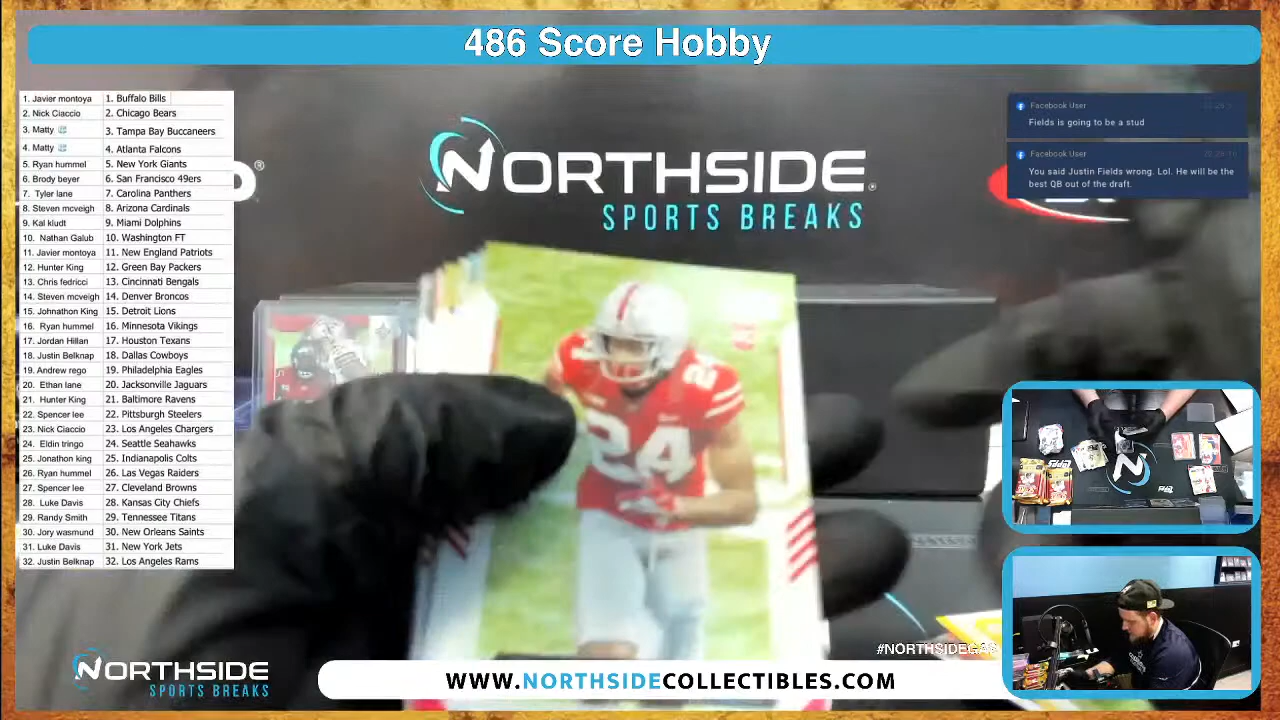 486 Score Hobby
1. Javier montoya 1. Buffalo Bills
2. Nick Ciaccio 2. Chicago Bears
3. Matty 3. Tampa Bay Buccaneers
4. Matty 4. Atlanta Falcons
5. Ryan hummel 5. New York Giants
6. Brody beyer 6. San Francisco 49ers
7. Tyler lane 7. Carolina Panthers
8. Steven mcveigh 8. Arizona Cardinals
9. Kal kludt 9. Miami Dolphins
10. Nathan Galub 10. Washington FT
11. Javier montoya 11. New England Patriots
12. Hunter King 12. Green Bay Packers
13. Chris fedricci 13. Cincinnati Bengals
14. Steven mcveigh 14. Denver Broncos
15. Johnathon King 15. Detroit Lions
16. Ryan hummel 16. Minnesota Vikings
17. Jordan Hillan 17. Houston Texans
18. Justin Belknap 18. Dallas Cowboys
19. Andrew rego 19. Philadelphia Eagles
20. Ethan lane 20. Jacksonville Jaguars
21. Hunter King 21. Baltimore Ravens
22. Spencer lee 22. Pittsburgh Steelers
23. Nick Ciaccio 23. Los Angeles Chargers
24. Eldin tringo 24. Seattle Seahawks
25. Jonathon king 25. Indianapolis Colts
26. Ryan hummel 26. Las Vegas Raiders
27. Spencer lee 27. Cleveland Browns
28. Luke Davis 28. Kansas City Chiefs
29. Randy Smith 29. Tennessee Titans
30. Jory wasmund 30. New Orleans Saints
31. Luke Davis 31. New York Jets
32. Justin Belknap 32. Los Angeles Rams
NORTHSIDE
SPORTS BREAKS
Facebook User
Fields is going to be a stud
Facebook User
You said Justin Fields wrong. Lol. He will be the
best QB out of the draft.
24
24
N
NORTHSIDE
SPORTS BREAKS
WWW.NORTHSIDECOLLECTIBLES.COM